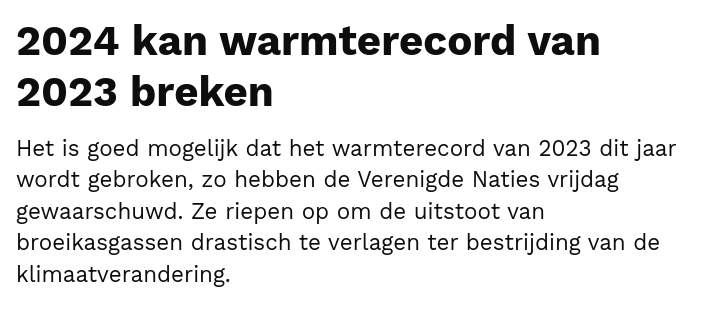 2024 kan warmterecord van
2023 breken
Het is goed mogelijk dat het warmterecord van 2023 dit jaar
wordt gebroken, zo hebben de Verenigde Naties vrijdag
gewaarschuwd. Ze riepen op om de uitstoot van
broeikasgassen drastisch te verlagen ter bestrijding van de
klimaatverandering.